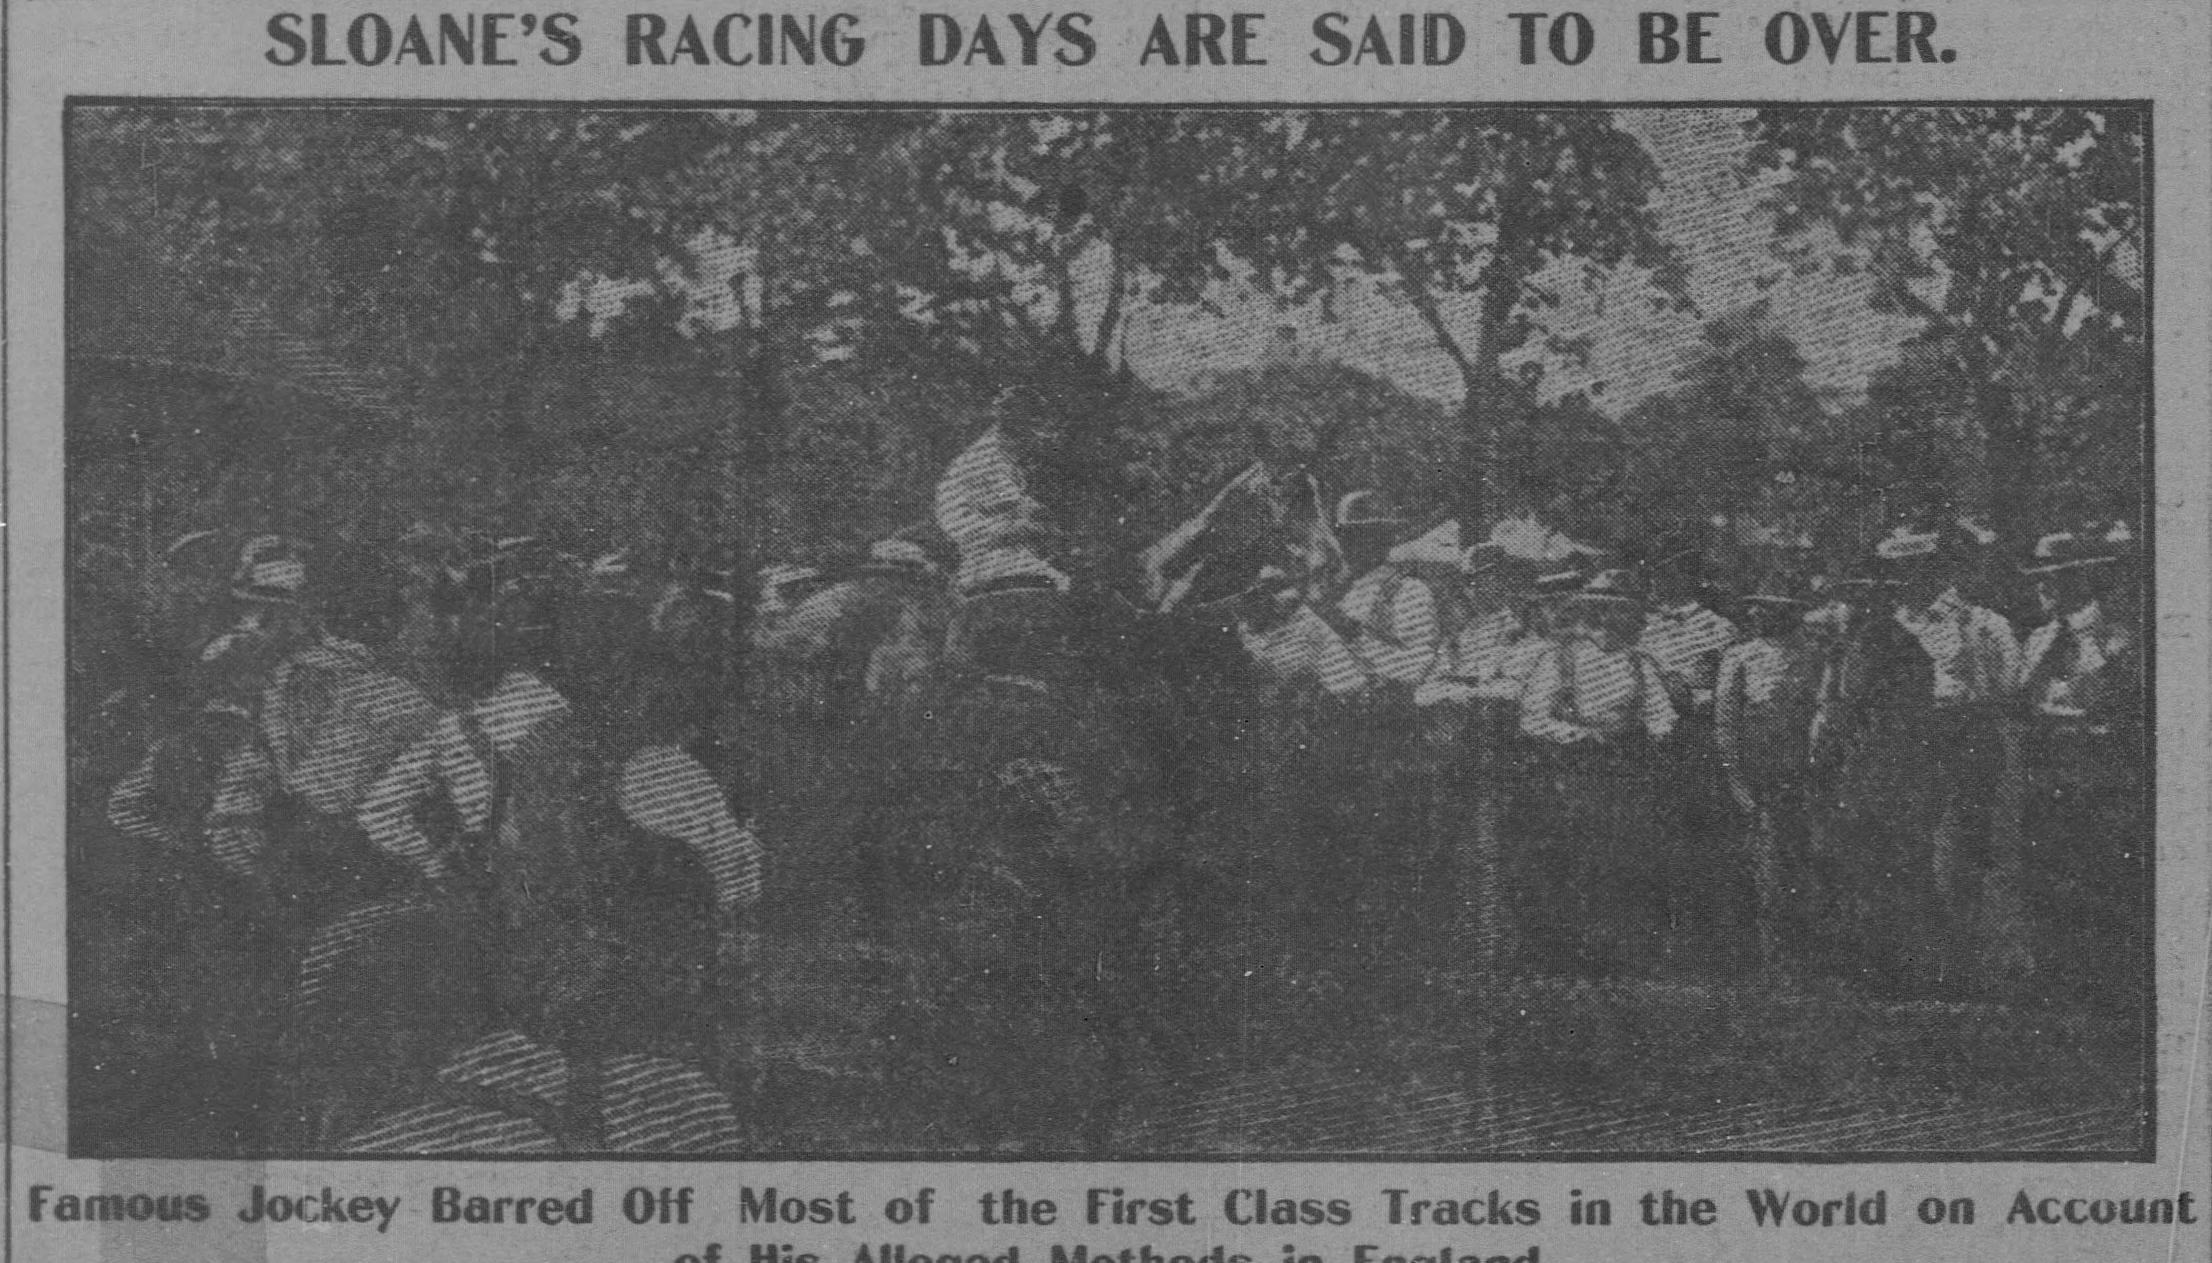 SLOANE'S RACING DAYS ARE SAID TO BE OVER.
Famous Jockey Barred Off Most of the First Class Tracks in the World on Account
of His Alleged Methods in England